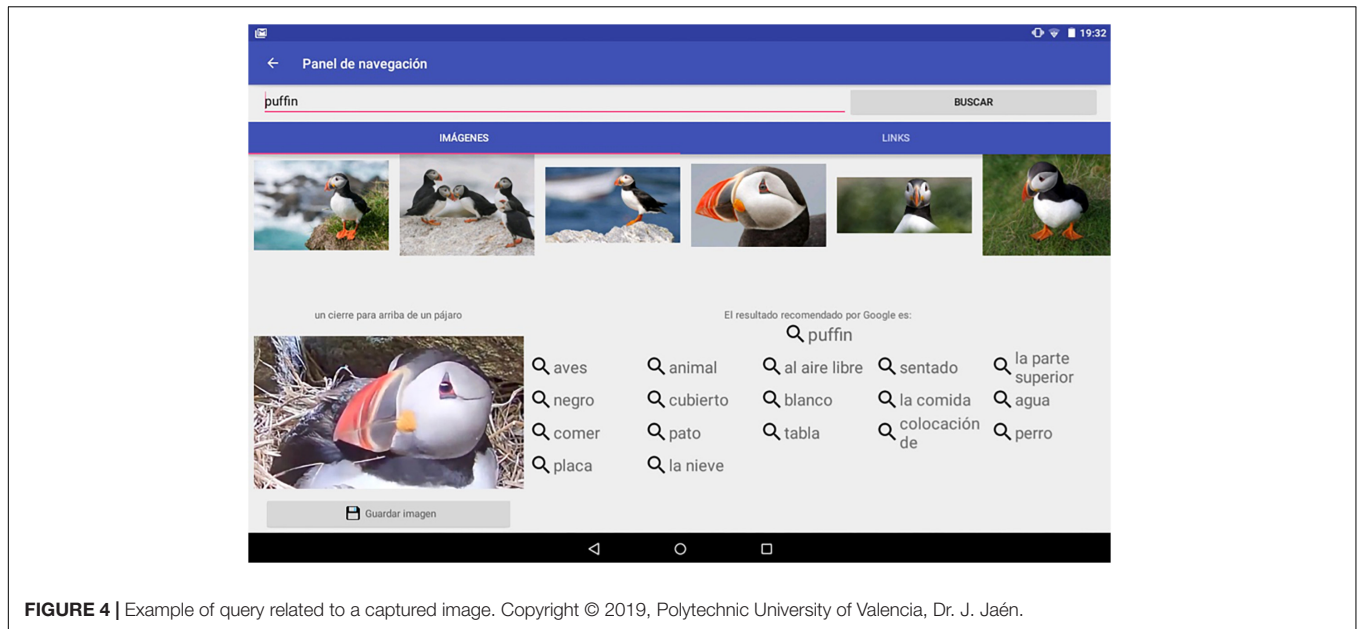 19:32
Panel de navegación
puffin
BUSCAR
IMÁGENES
LINKS
un cierre para arriba de un pájaro
El resultado recomendado por Google es:
puffin
aves
animal
al aire libre
sentado
la parte
superior
negro
cubierto
blanco
la comida
agua
comer
pato
tabla
colocación
de
perro
placa
la nieve
Guardar imagen
FIGURE 4 | Example of query related to a captured image. Copyright © 2019, Polytechnic University of Valencia, Dr. J. Jaén.